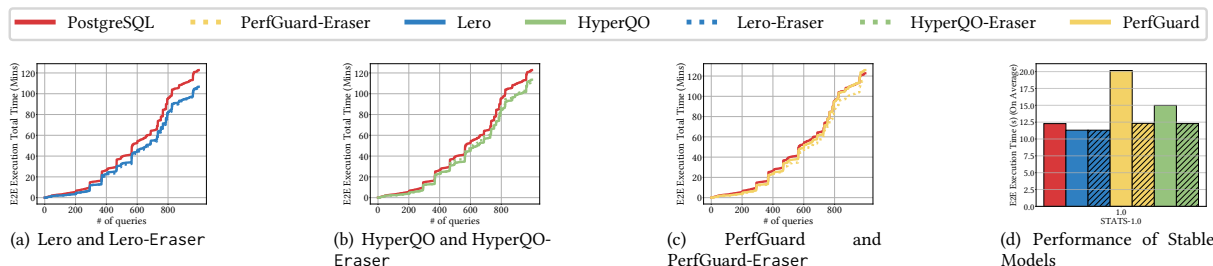 PostgreSQL PerfGuard-Eraser Lero HyperQO Lero-Eraser HyperQO-Eraser PerfGuard
E2E Execution Total Time (Mins)
120
100
80
60
40
20
0
0 200 400 600 800
# of queries
(a) Lero and Lero-Eraser
E2E Execution Total Time (Mins)
120
100
80
60
40
20
0
0 200 400 600 800
# of queries
(b) HyperQO and HyperQO-
Eraser
E2E Execution Total Time (Mins)
120
100
80
60
40
20
0
0 200 400 600 800
# of queries
(c) PerfGuard and
PerfGuard-Eraser
E2E Execution Time (s) (On Average)
20.0
17.5
15.0
12.5
10.0
7.5
5.0
2.5
0.0
1.0
STATS-1.0
(d) Performance of Stable
Models